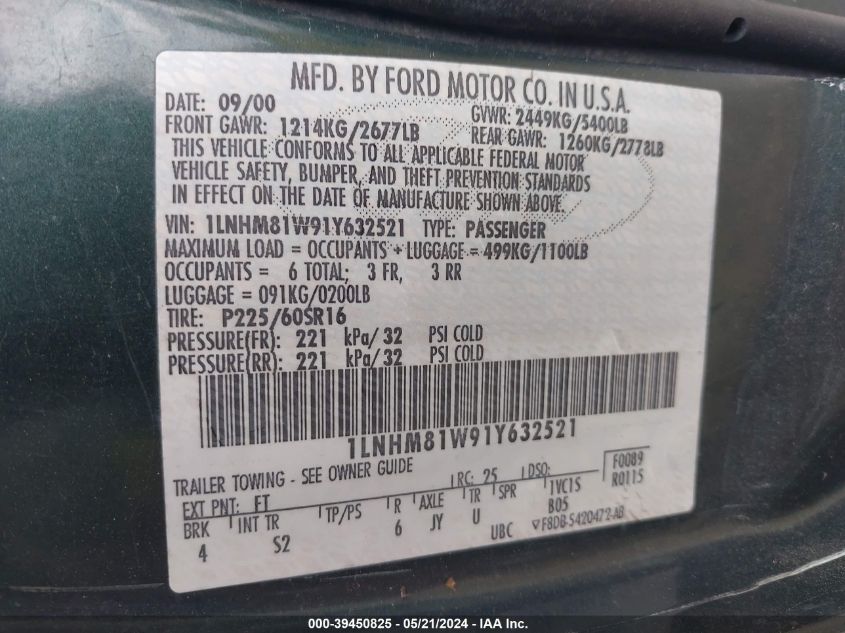 MFD. BY FORD MOTOR CO. IN U.S.A.
DATE: 09/00 GVWR: 2449KG/5400LB
FRONT GAWR: 1214KG/2677LB REAR GAWR: 1260KG/2778LB
THIS VEHICLE CONFORMS TO ALL APPLICABLE FEDERAL MOTOR
VEHICLE SAFETY, BUMPER, AND THEFT PREVENTION STANDARDS
IN EFFECT ON THE DATE OF MANUFACTURE SHOWN ABOVE
VIN: 1LNHM81W91Y632521 TYPE: PASSENGER
MAXIMUM LOAD = OCCUPANTS + LUGGAGE = 499KG/1100LB
OCCUPANTS = 6 TOTAL; 3 FR, 3 RR
LUGGAGE = 091KG/0200LB
TIRE: P225/60SR16
PRESSURE(FR): 221 kPa/32 PSI COLD
PRESSURE(RR): 221 kPa/32 PSI COLD
1LNHM81W91Y632521
TRAILER TOWING - SEE OWNER GUIDE
EXT PNT: FT RC: 25 DSO: F0089
R0115
BRK INT TR TP/PS R AXLE TR SPR 1VC15
4 S2 6 JY U B05
UBC F8DB-5420472-AB
000-39450825 - 05/21/2024 - IAA Inc.